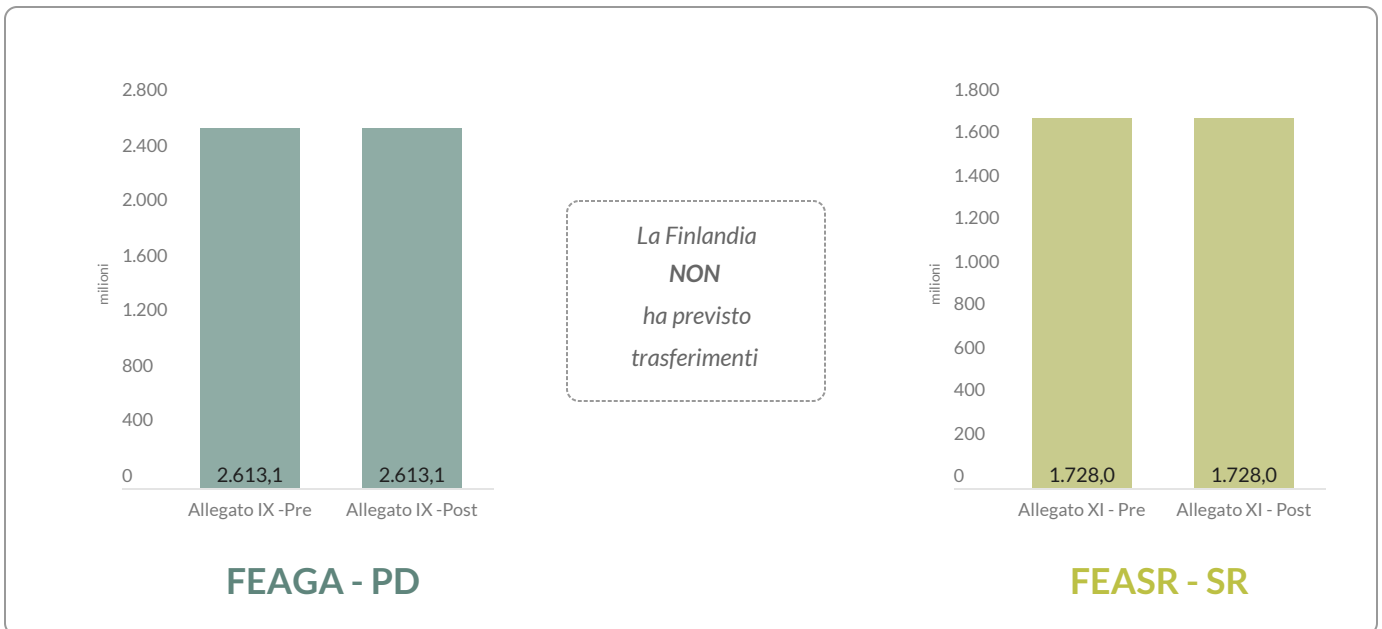 2.800
2.400
2.000
1.600
1.200
800
400
0
milioni
2.613,1
2.613,1
Allegato IX -Pre
Allegato IX -Post
FEAGA - PD
La Finlandia
NON
ha previsto
trasferimenti
1.800
1.600
1.400
1.200
1.000
800
600
400
200
0
milioni
1.728,0
1.728,0
Allegato XI - Pre
Allegato XI - Post
FEASR - SR